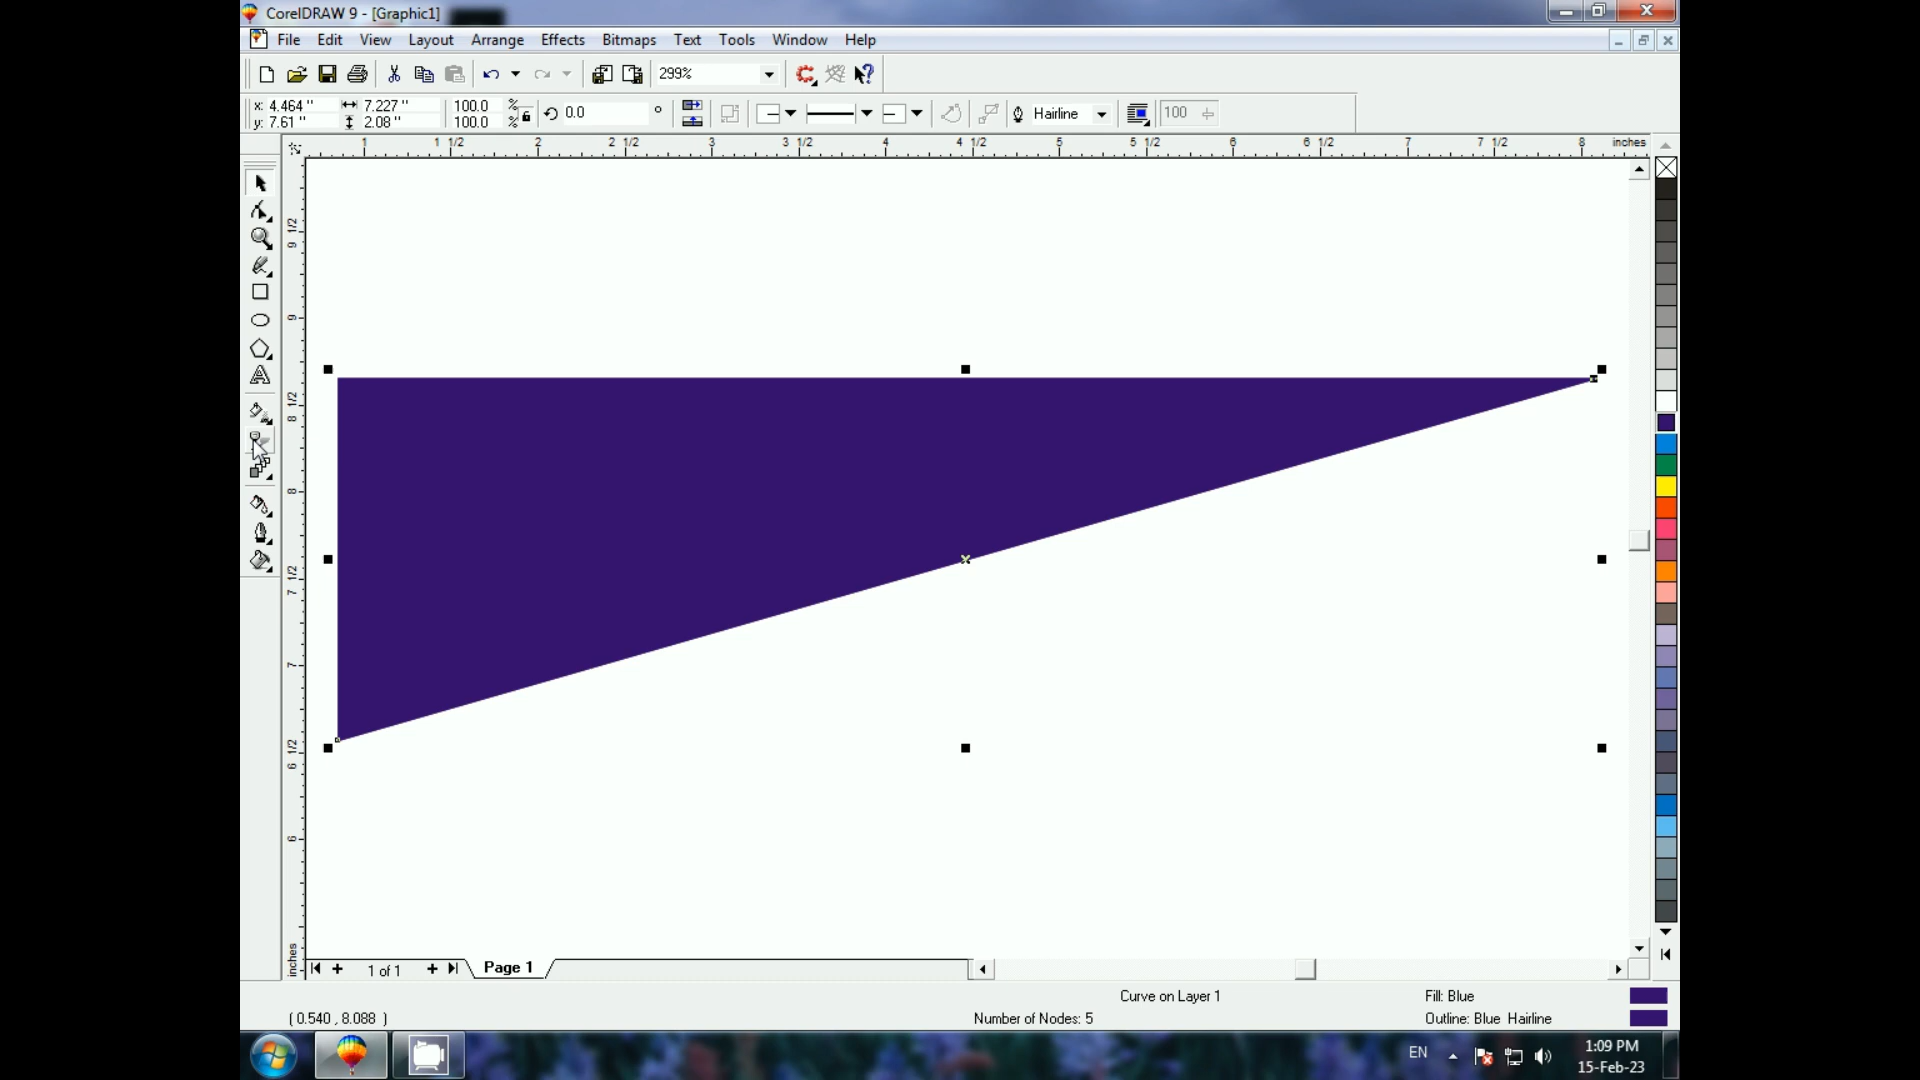 CorelDRAW 9 - [Graphic1]
File Edit View Layout Arrange Effects Bitmaps Text Tools Window Help
299%
x: 4.464 " 7.227 " 100.0 %
y: 7.61 " 2.08 " 100.0 %
0.0 °
Hairline
100
1 1 1/2 2 2 1/2 3 3 1/2 4 4 1/2 5 5 1/2 6 6 1/2 7 7 1/2 8 inches
9 1/2
9
8 1/2
8
7 1/2
7
6 1/2
6
inches
1 of 1
Page 1
Curve on Layer 1
Fill: Blue
( 0.540 , 8.088 )
Number of Nodes: 5
Outline: Blue Hairline
EN
1:09 PM
15-Feb-23